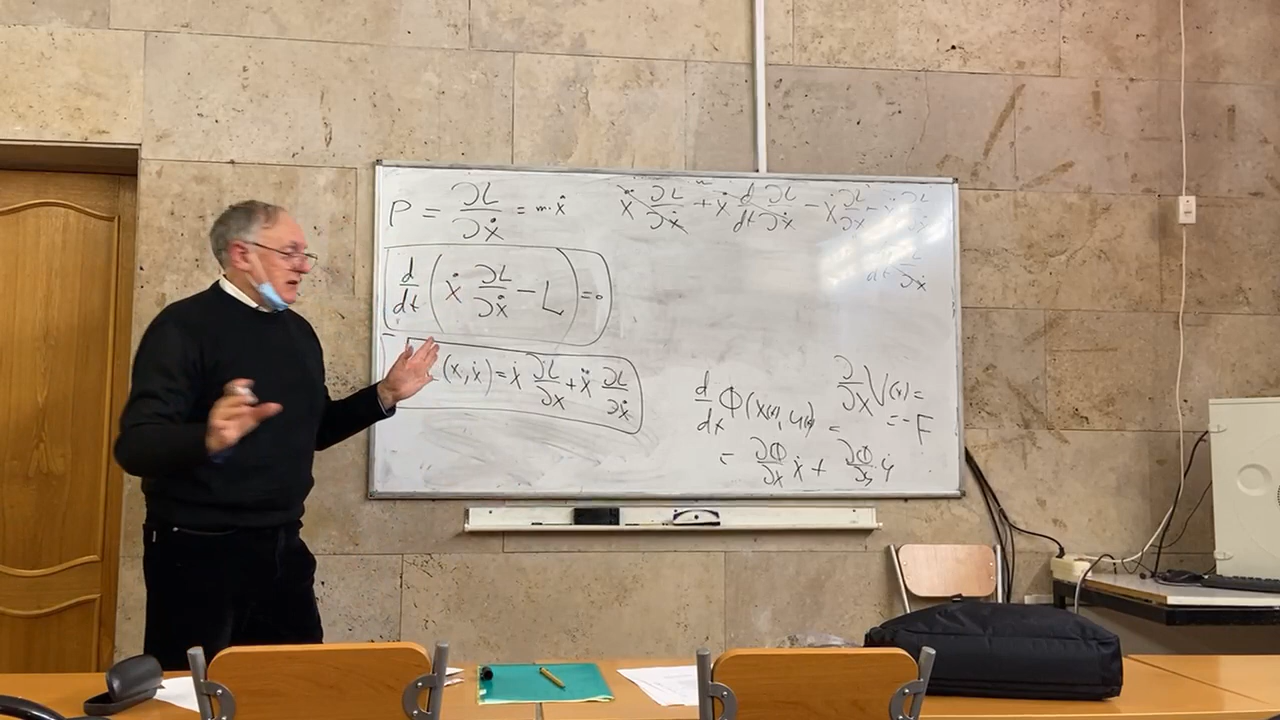 P = ∂L/∂ẋ = m·ẋ
d/dt (ẋ ∂L/∂ẋ − L) = 0
(x, ẋ) = ẋ ∂L/∂x + ẍ ∂L/∂ẋ
ẍ ∂L/∂ẋ + ẋ d/dt ∂L/∂ẋ − ẋ ∂L/∂x
∂/∂x V(x) =
= −F
d/dx Φ(x(t), y(t)) =
= ∂Φ/∂x ẋ + ∂Φ/∂y ẏ